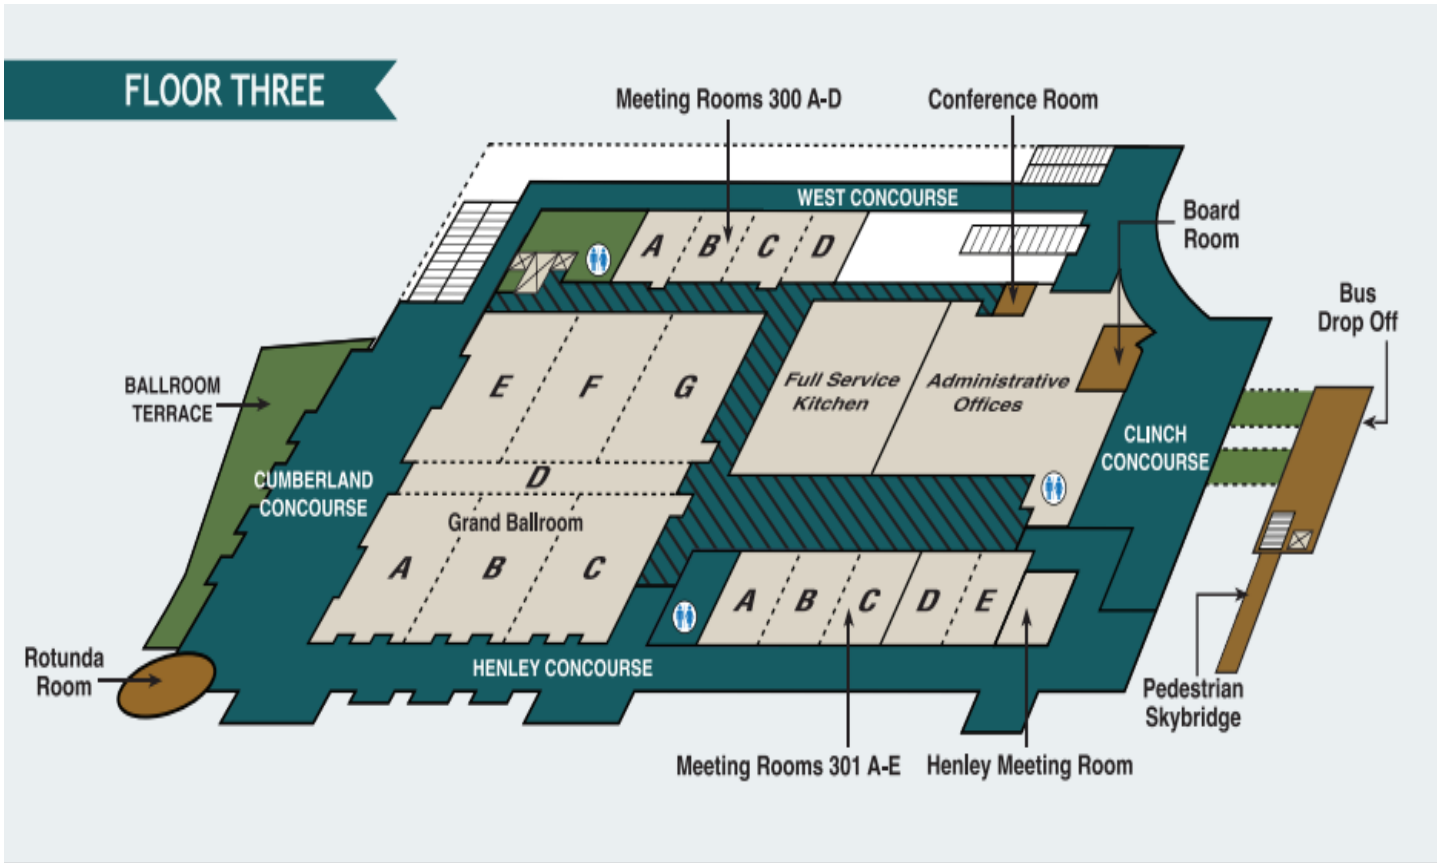 FLOOR THREE
Meeting Rooms 300 A-D
Conference Room
WEST CONCOURSE
Board
Room
A
B
C
D
Bus
Drop Off
BALLROOM
TERRACE
E
F
G
Full Service
Kitchen
Administrative
Offices
CLINCH
CONCOURSE
CUMBERLAND
CONCOURSE
D
Grand Ballroom
A
B
C
A
B
C
D
E
Rotunda
Room
HENLEY CONCOURSE
Pedestrian
Skybridge
Meeting Rooms 301 A-E
Henley Meeting Room